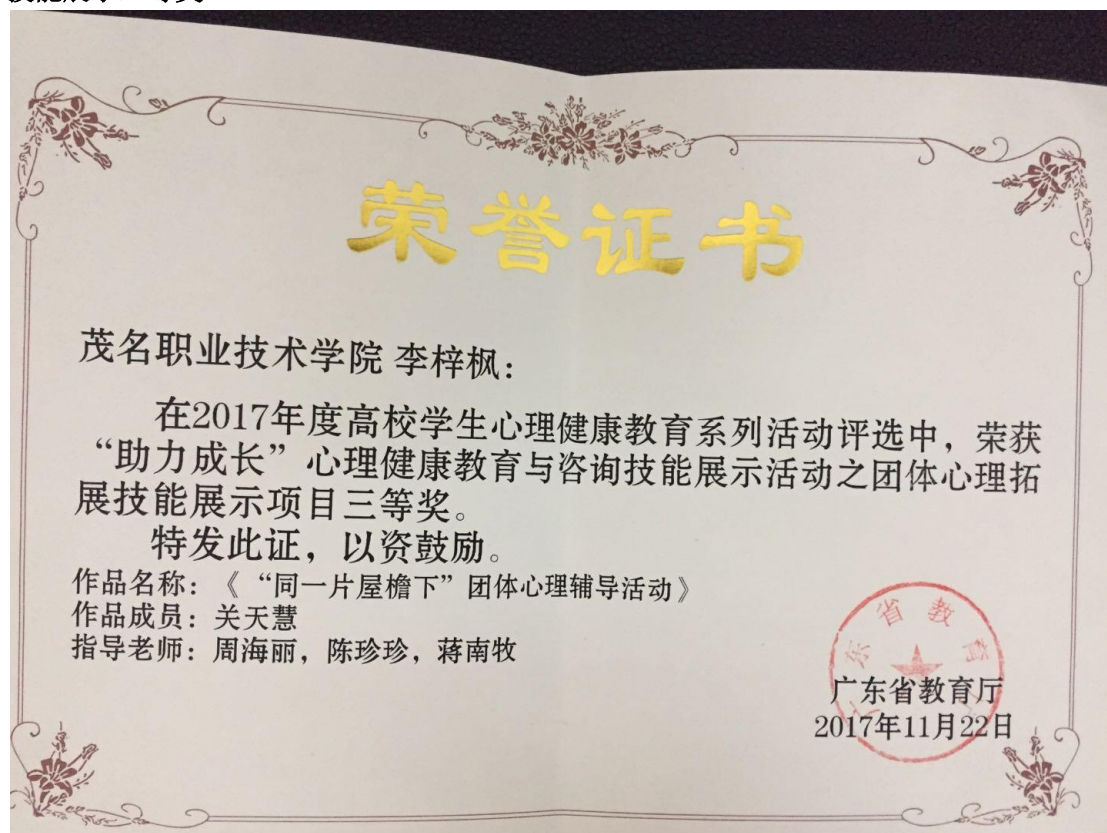 荣誉证书
茂名职业技术学院 李梓枫：
在2017年度高校学生心理健康教育系列活动评选中，荣获
“助力成长”心理健康教育与咨询技能展示活动之团体心理拓
展技能展示项目三等奖。
特发此证，以资鼓励。
作品名称：《“同一片屋檐下”团体心理辅导活动》
作品成员：关天慧
指导老师：周海丽，陈珍珍，蒋南牧
广东省教育厅
广东省教育厅
2017年11月22日